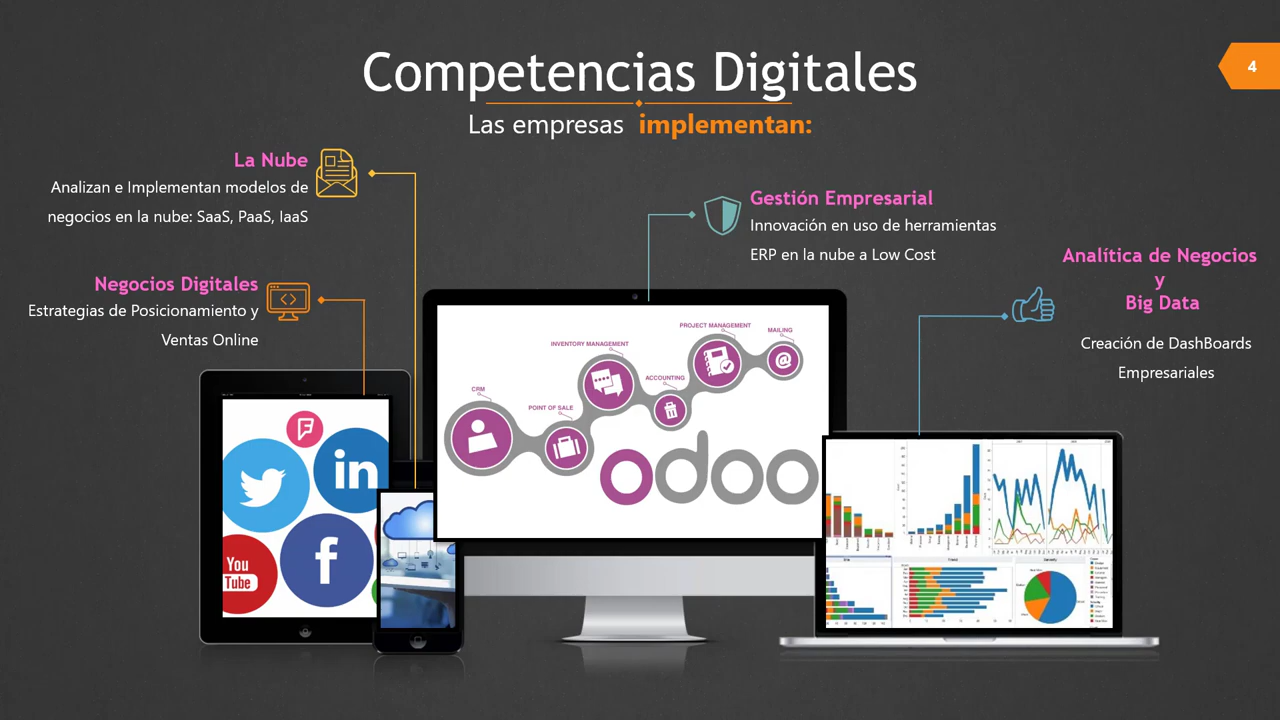 Competencias Digitales
4
Las empresas implementan:
La Nube
Analizan e Implementan modelos de
negocios en la nube: SaaS, PaaS, IaaS
Negocios Digitales
Estrategias de Posicionamiento y
Ventas Online
Gestión Empresarial
Innovación en uso de herramientas
ERP en la nube a Low Cost
Analítica de Negocios
y
Big Data
Creación de DashBoards
Empresariales
in
f
You
Tube
CRM
POINT OF SALE
INVENTORY MANAGEMENT
ACCOUNTING
PROJECT MANAGEMENT
MAILING
@
odoo